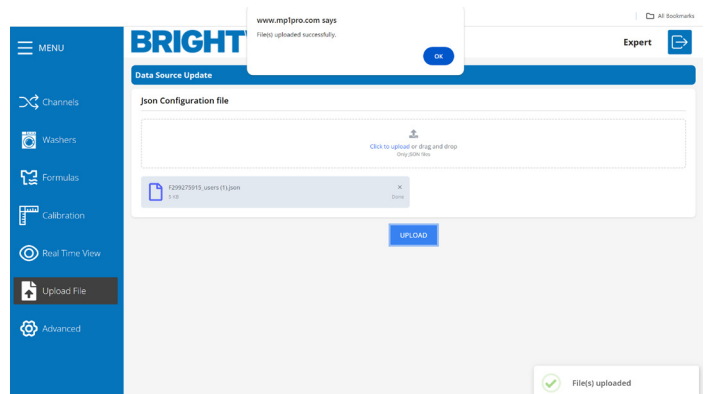 www.mp1pro.com says
File(s) uploaded successfully.
OK
All Bookmarks
MENU
BRIGHT
Expert
Data Source Update
Channels
Washers
Formulas
Calibration
Real Time View
Upload File
Advanced
Json Configuration file
Click to upload or drag and drop
Only JSON files
F299275915_users (1).json
5 KB
Done
UPLOAD
File(s) uploaded